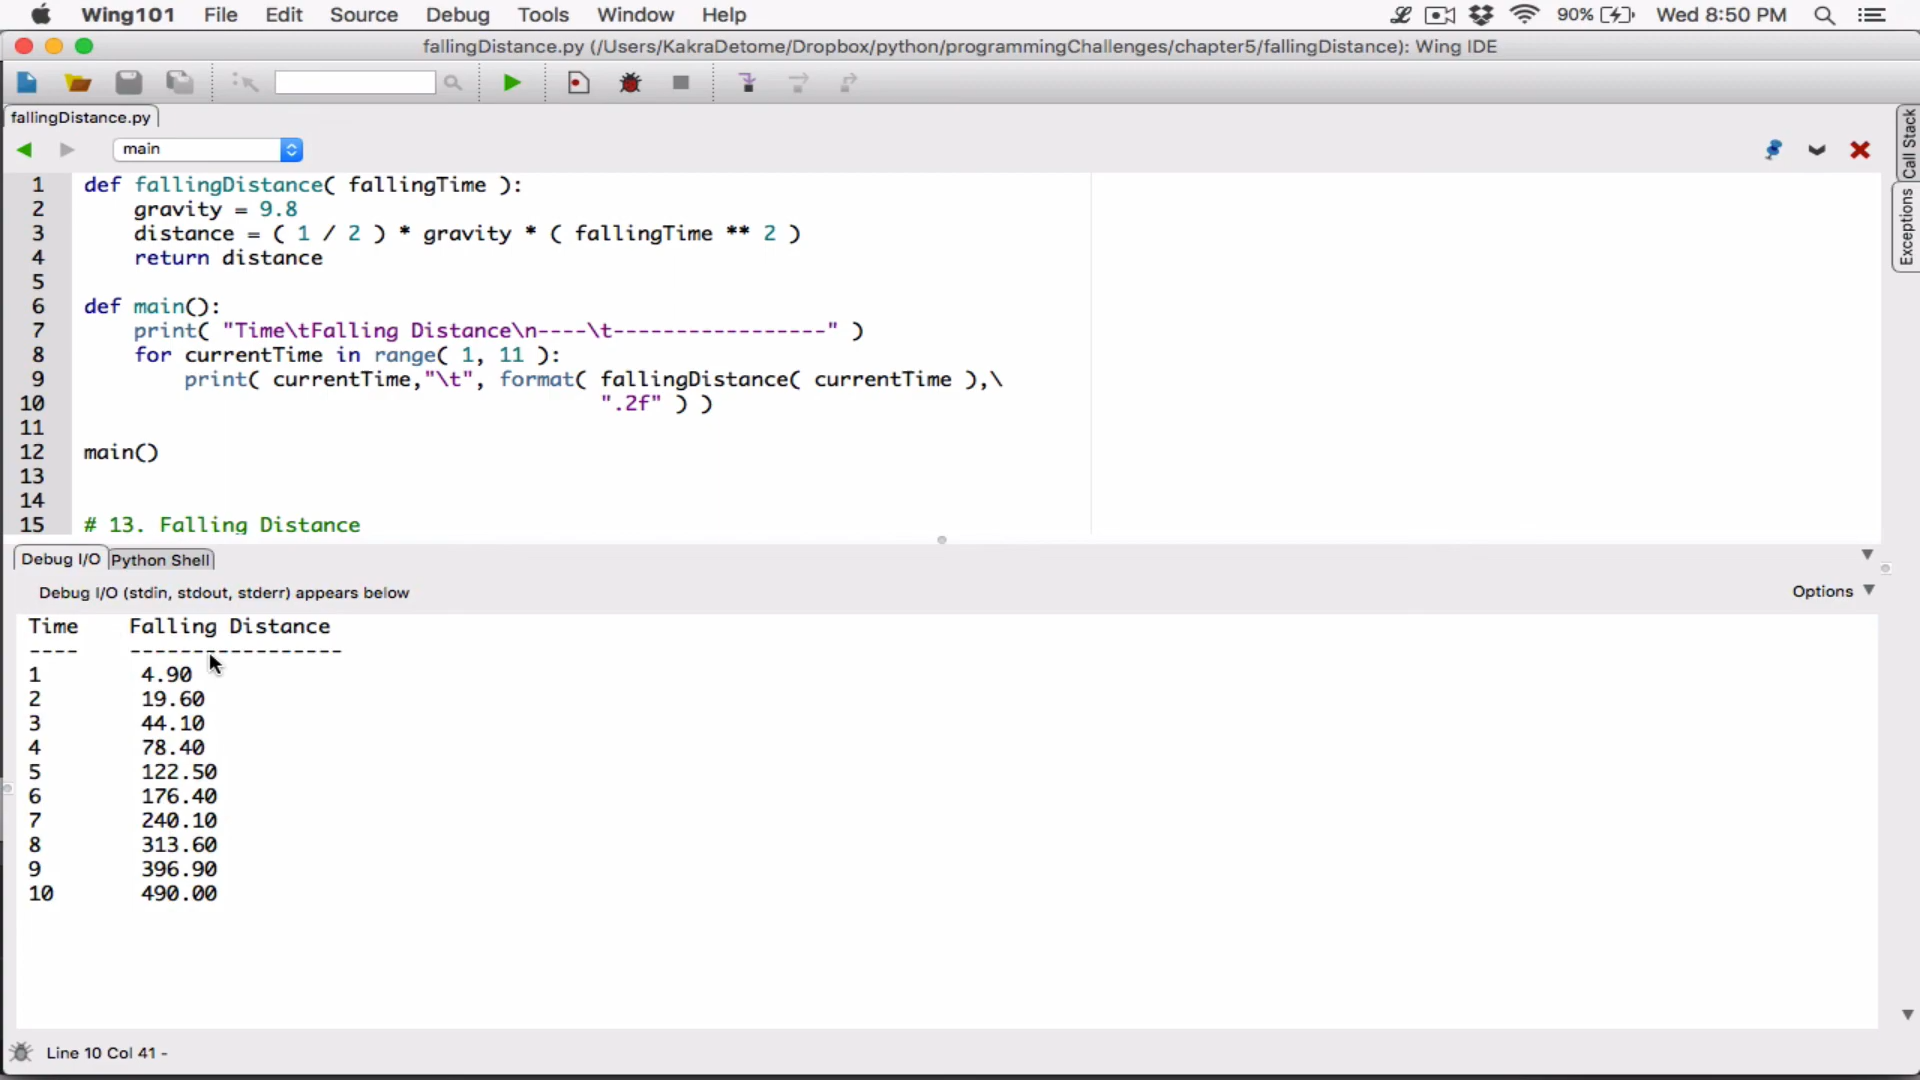 Wing101 File Edit Source Debug Tools Window Help 90% Wed 8:50 PM
fallingDistance.py (/Users/KakraDetome/Dropbox/python/programmingChallenges/chapter5/fallingDistance): Wing IDE
fallingDistance.py
main
Call Stack
Exceptions
1 def fallingDistance( fallingTime ):
2     gravity = 9.8
3     distance = ( 1 / 2 ) * gravity * ( fallingTime ** 2 )
4     return distance
5
6 def main():
7     print( "Time\tFalling Distance\n----\t-----------------" )
8     for currentTime in range( 1, 11 ):
9         print( currentTime,"\t", format( fallingDistance( currentTime ),\
10                                          ".2f" ) )
11
12 main()
13
14
15 # 13. Falling Distance
Debug I/O Python Shell
Debug I/O (stdin, stdout, stderr) appears below Options
Time    Falling Distance
----    -----------------
1        4.90
2        19.60
3        44.10
4        78.40
5        122.50
6        176.40
7        240.10
8        313.60
9        396.90
10       490.00
Line 10 Col 41 -